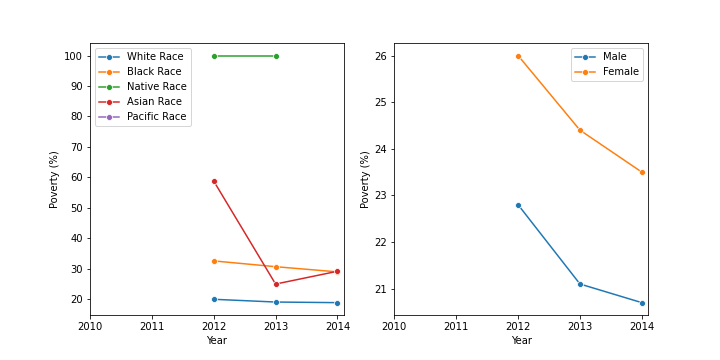 White Race
Black Race
Native Race
Asian Race
Pacific Race
100
90
80
70
60
50
40
30
20
Poverty (%)
2010 2011 2012 2013 2014
Year
Male
Female
26
25
24
23
22
21
Poverty (%)
2010 2011 2012 2013 2014
Year